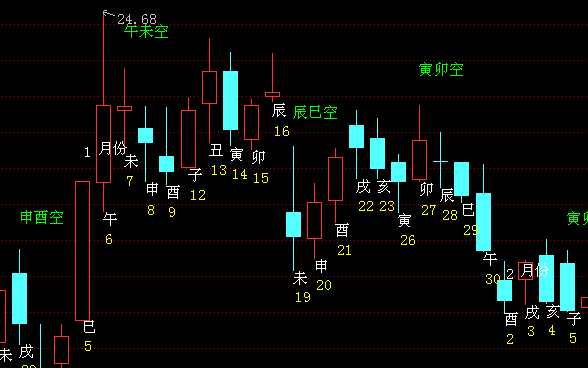 24.68
午未空
寅卯空
辰巳空
申酉空
1 月份
2 月份
未
戌
巳
5
午
6
未
7
申
8
酉
9
子
12
丑
13
寅
14
卯
15
辰
16
未
19
申
20
酉
21
戌
22
亥
23
寅
26
卯
27
辰
28
巳
29
午
30
酉
2
戌
3
亥
4
子
5